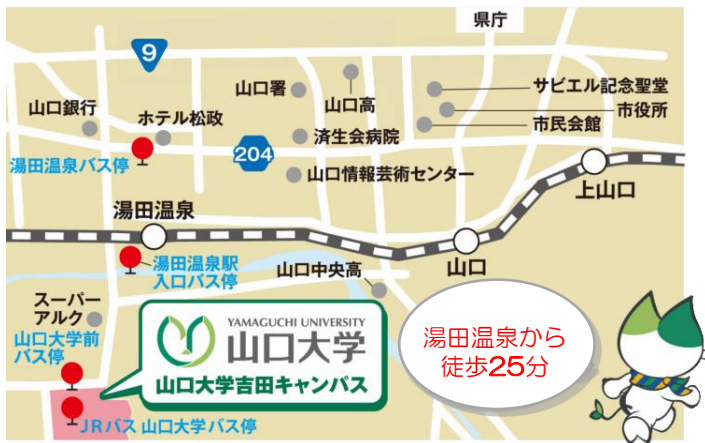 県庁
9
山口署
山口高
サビエル記念聖堂
市役所
市民会館
山口銀行
ホテル松政
済生会病院
204
湯田温泉バス停
山口情報芸術センター
上山口
湯田温泉
山口
湯田温泉駅
入口バス停
山口中央高
スーパー
アルク
山口大学前
バス停
YAMAGUCHI UNIVERSITY
山口大学
山口大学吉田キャンパス
湯田温泉から
徒歩25分
JRバス 山口大学バス停